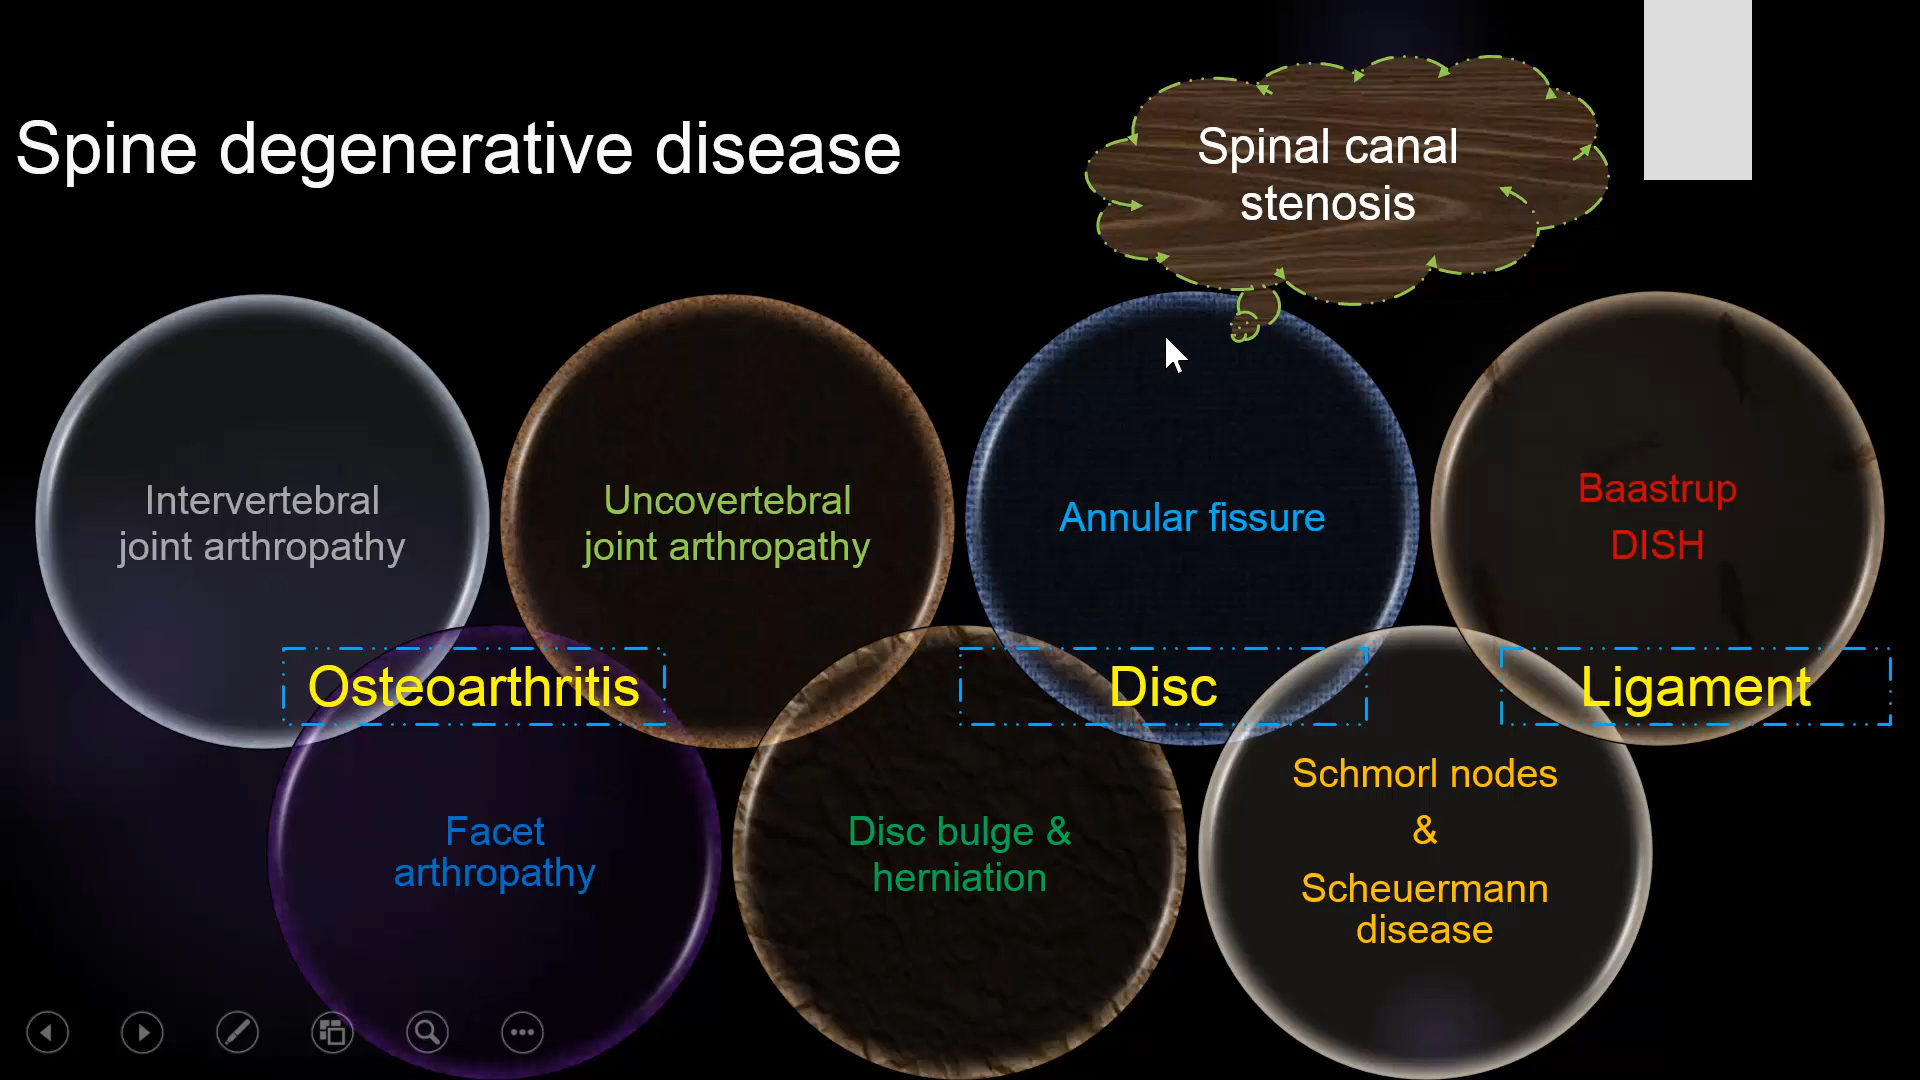 Spine degenerative disease
Spinal canal
stenosis
Intervertebral
joint arthropathy
Uncovertebral
joint arthropathy
Annular fissure
Baastrup
DISH
Osteoarthritis
Disc
Ligament
Facet
arthropathy
Disc bulge &
herniation
Schmorl nodes
&
Scheuermann
disease